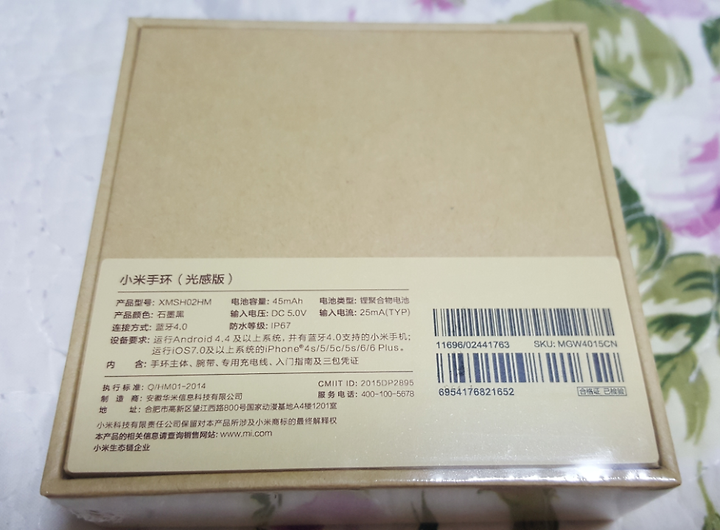 小米手环（光感版）
产品型号: XMSH02HM 电池容量: 45mAh 电池类型: 锂聚合物电池
产品颜色: 石墨黑 输入电压: DC 5.0V 输入电流: 25mA(TYP)
连接方式: 蓝牙4.0 防水等级: IP67
设备要求: 运行Android 4.4 及以上系统，并有蓝牙4.0支持的小米手机;
运行iOS7.0及以上系统的iPhone®4s/5/5c/5s/6/6 Plus。
内 含: 手环主体、腕带、专用充电线、入门指南及三包凭证
执行标准: Q/HM01-2014 CMIIT ID: 2015DP2895
制 造 商: 安徽华米信息科技有限公司 服务电话: 400-100-5678
地 址: 合肥市高新区望江西路800号国家动漫基地A4楼1201室
小米科技有限责任公司保留对本产品所涉及小米商标的最终解释权
本产品的相关信息请查询销售网站: www.mi.com
小米生态链企业
11696/02441763 SKU: MGW4015CN
6954176821652 合格证 已检验